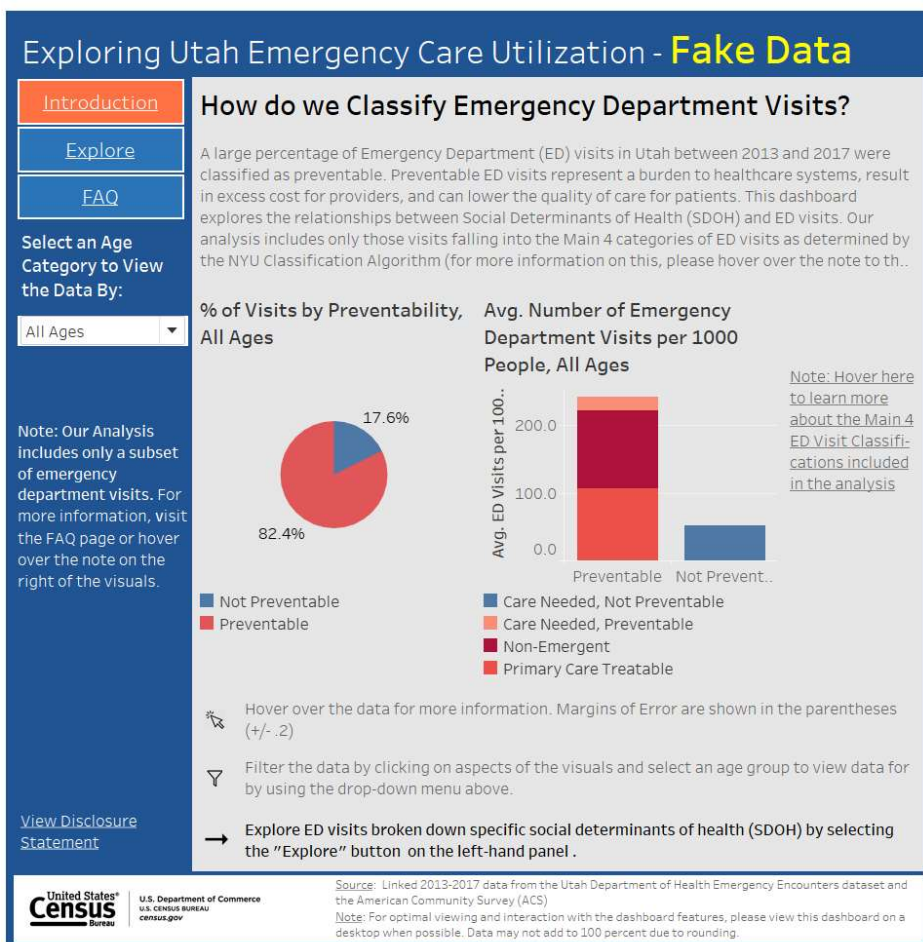 Exploring Utah Emergency Care Utilization - Fake Data
Introduction
Explore
FAQ
Select an Age
Category to View
the Data By:
All Ages
Note: Our Analysis
includes only a subset
of emergency
department visits. For
more information, visit
the FAQ page or hover
over the note on the
right of the visuals.
View Disclosure
Statement
How do we Classify Emergency Department Visits?
A large percentage of Emergency Department (ED) visits in Utah between 2013 and 2017 were
classified as preventable. Preventable ED visits represent a burden to healthcare systems, result
in excess cost for providers, and can lower the quality of care for patients. This dashboard
explores the relationships between Social Determinants of Health (SDOH) and ED visits. Our
analysis includes only those visits falling into the Main 4 categories of ED visits as determined by
the NYU Classification Algorithm (for more information on this, please hover over the note to th..
% of Visits by Preventability,
All Ages
17.6%
82.4%
Not Preventable
Preventable
Avg. Number of Emergency
Department Visits per 1000
People, All Ages
Avg. ED Visits per 100..
200.0
100.0
0.0
Preventable Not Prevent..
Care Needed, Not Preventable
Care Needed, Preventable
Non-Emergent
Primary Care Treatable
Note: Hover here
to learn more
about the Main 4
ED Visit Classifi-
cations included
in the analysis
Hover over the data for more information. Margins of Error are shown in the parentheses
(+/- .2)
Filter the data by clicking on aspects of the visuals and select an age group to view data for
by using the drop-down menu above.
Explore ED visits broken down specific social determinants of health (SDOH) by selecting
the "Explore" button on the left-hand panel .
United States®
Census
Bureau
U.S. Department of Commerce
U.S. CENSUS BUREAU
census.gov
Source: Linked 2013-2017 data from the Utah Department of Health Emergency Encounters dataset and
the American Community Survey (ACS)
Note: For optimal viewing and interaction with the dashboard features, please view this dashboard on a
desktop when possible. Data may not add to 100 percent due to rounding.